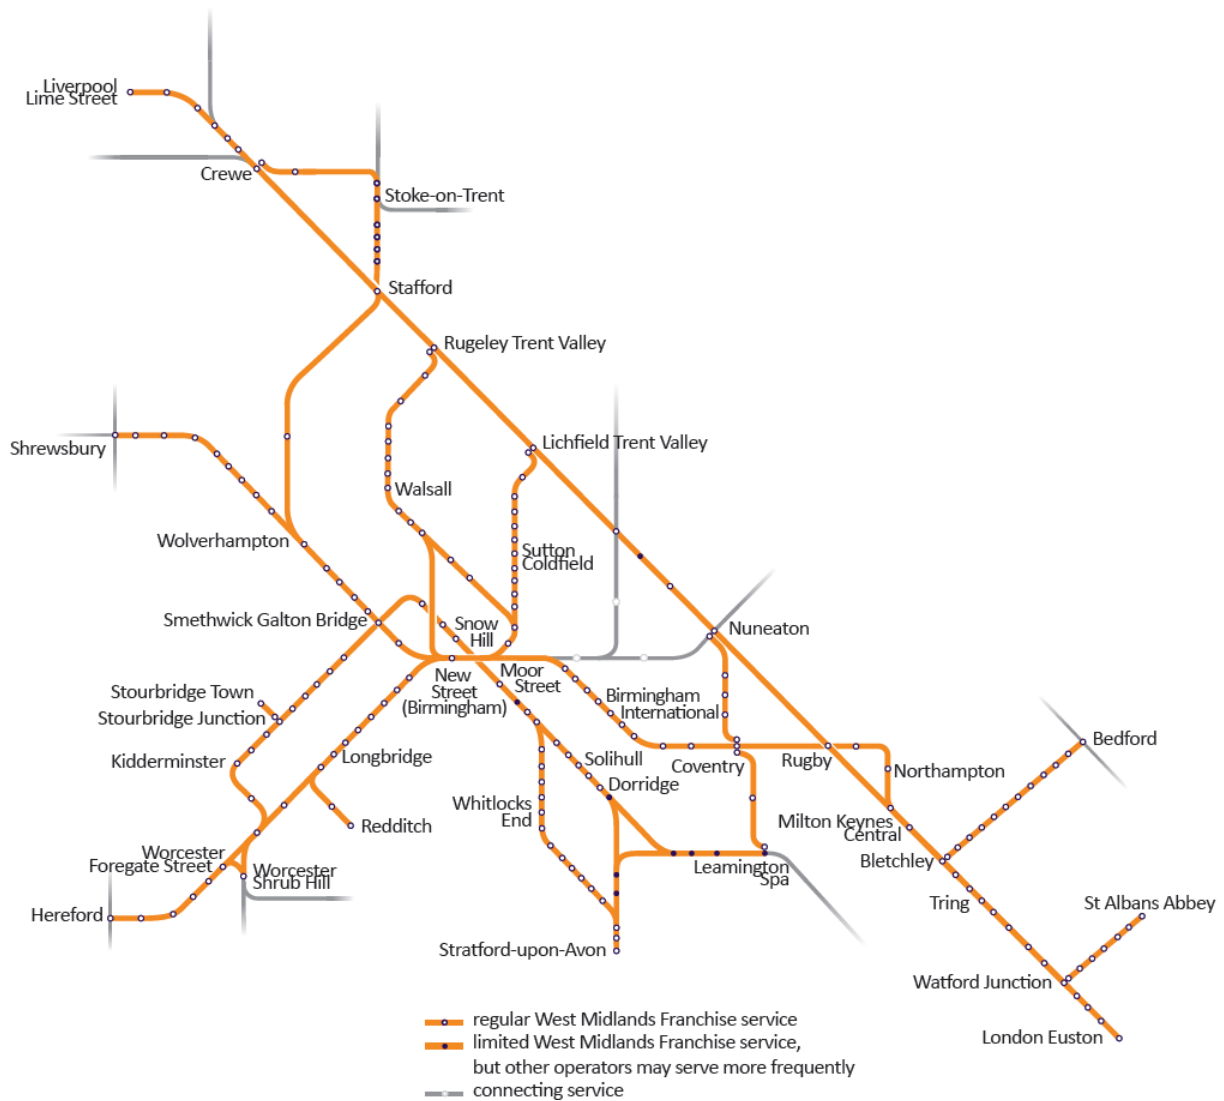 Liverpool
Lime Street
Crewe
Stoke-on-Trent
Stafford
Rugeley Trent Valley
Shrewsbury
Lichfield Trent Valley
Walsall
Wolverhampton
Sutton
Coldfield
Smethwick Galton Bridge
Snow
Hill
Nuneaton
New
Street
(Birmingham)
Moor
Street
Stourbridge Town
Stourbridge Junction
Birmingham
International
Kidderminster
Longbridge
Solihull
Dorridge
Coventry
Rugby
Bedford
Northampton
Whitlocks
End
Redditch
Milton Keynes
Central
Bletchley
Worcester
Foregate Street
Worcester
Shrub Hill
Leamington
Spa
Tring
St Albans Abbey
Hereford
Stratford-upon-Avon
Watford Junction
London Euston
regular West Midlands Franchise service
limited West Midlands Franchise service,
but other operators may serve more frequently
connecting service